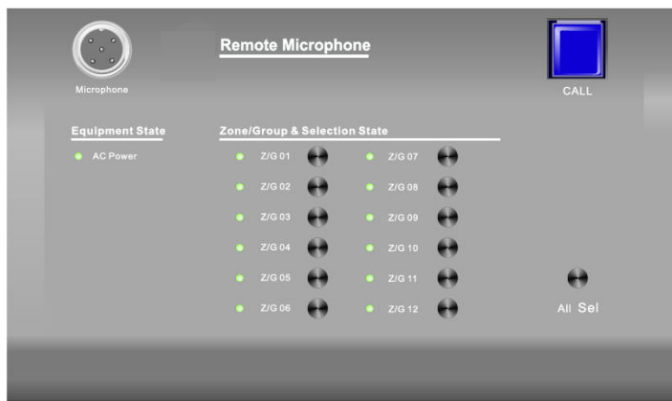 Remote Microphone
Microphone
CALL
Equipment State
Zone/Group & Selection State
AC Power
Z/G 01
Z/G 07
Z/G 02
Z/G 08
Z/G 03
Z/G 09
Z/G 04
Z/G 10
Z/G 05
Z/G 11
Z/G 06
Z/G 12
All Sel